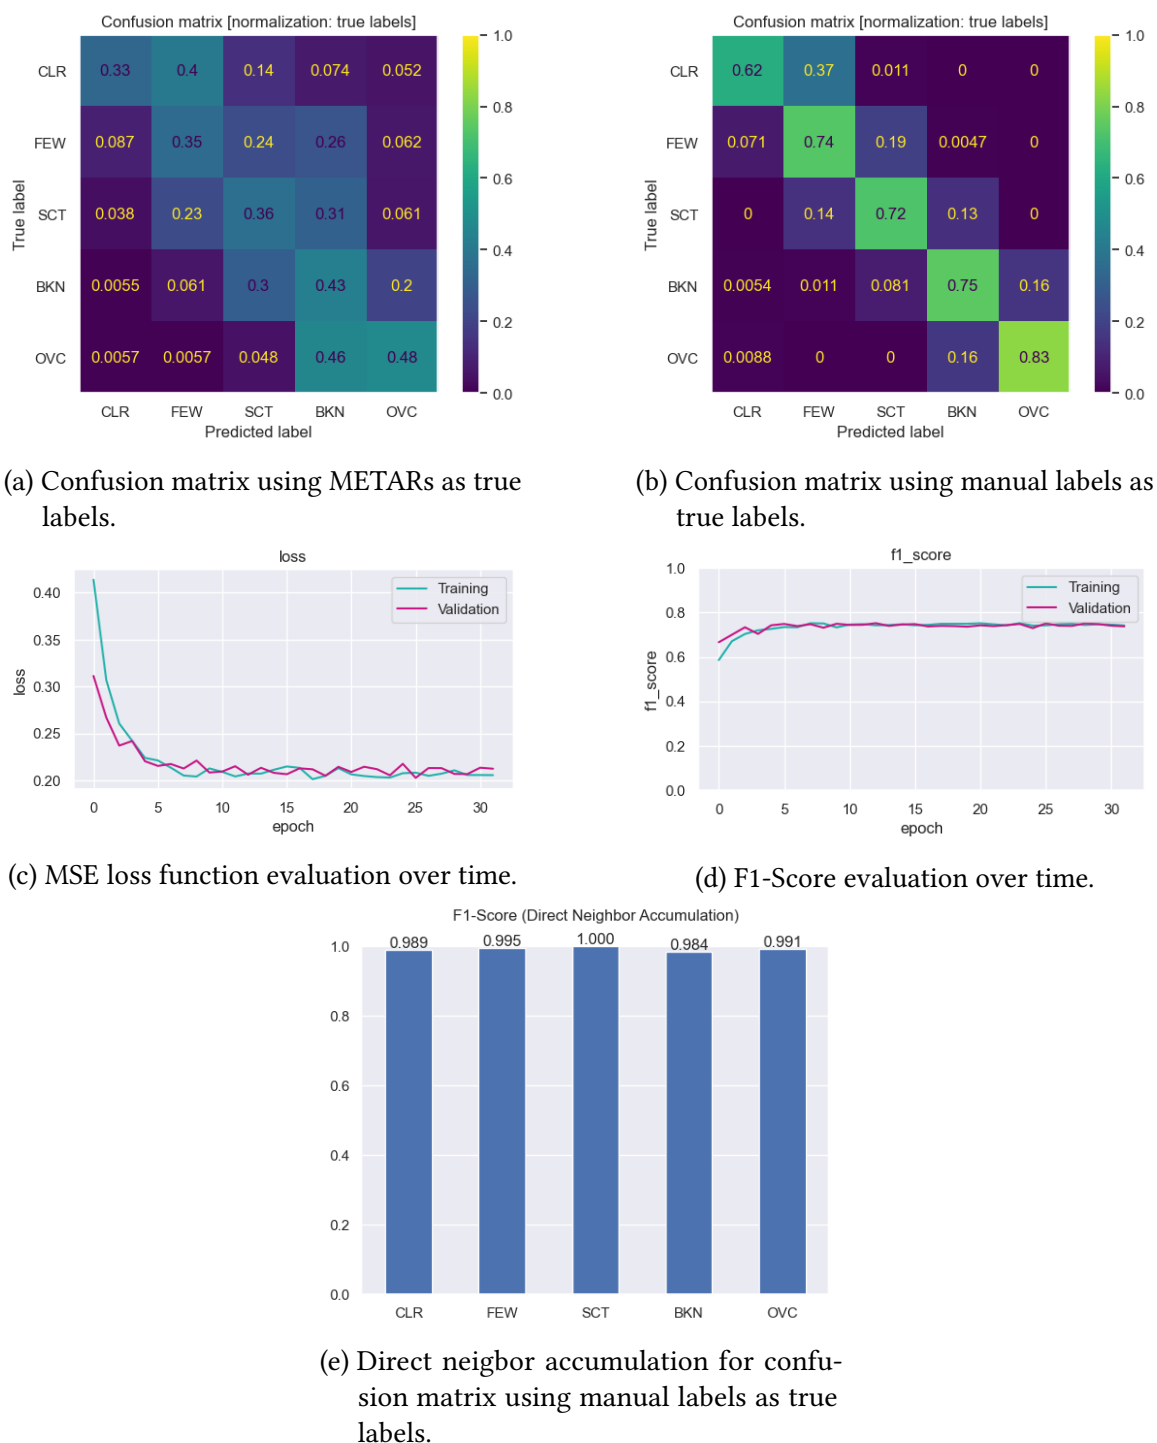 Confusion matrix [normalization: true labels]
True label
CLR 0.33 0.4 0.14 0.074 0.052
FEW 0.087 0.35 0.24 0.26 0.062
SCT 0.038 0.23 0.36 0.31 0.061
BKN 0.0055 0.061 0.3 0.43 0.2
OVC 0.0057 0.0057 0.048 0.46 0.48
CLR FEW SCT BKN OVC
Predicted label
1.0
0.8
0.6
0.4
0.2
0.0
(a) Confusion matrix using METARs as true
labels.
Confusion matrix [normalization: true labels]
True label
CLR 0.62 0.37 0.011 0 0
FEW 0.071 0.74 0.19 0.0047 0
SCT 0 0.14 0.72 0.13 0
BKN 0.0054 0.011 0.081 0.75 0.16
OVC 0.0088 0 0 0.16 0.83
CLR FEW SCT BKN OVC
Predicted label
1.0
0.8
0.6
0.4
0.2
0.0
(b) Confusion matrix using manual labels as
true labels.
loss
Training
Validation
loss
0.40
0.35
0.30
0.25
0.20
0 5 10 15 20 25 30
epoch
(c) MSE loss function evaluation over time.
f1_score
Training
Validation
f1_score
1.0
0.8
0.6
0.4
0.2
0.0
0 5 10 15 20 25 30
epoch
(d) F1-Score evaluation over time.
F1-Score (Direct Neighbor Accumulation)
0.989 0.995 1.000 0.984 0.991
1.0
0.8
0.6
0.4
0.2
0.0
CLR FEW SCT BKN OVC
(e) Direct neigbor accumulation for confu-
sion matrix using manual labels as true
labels.